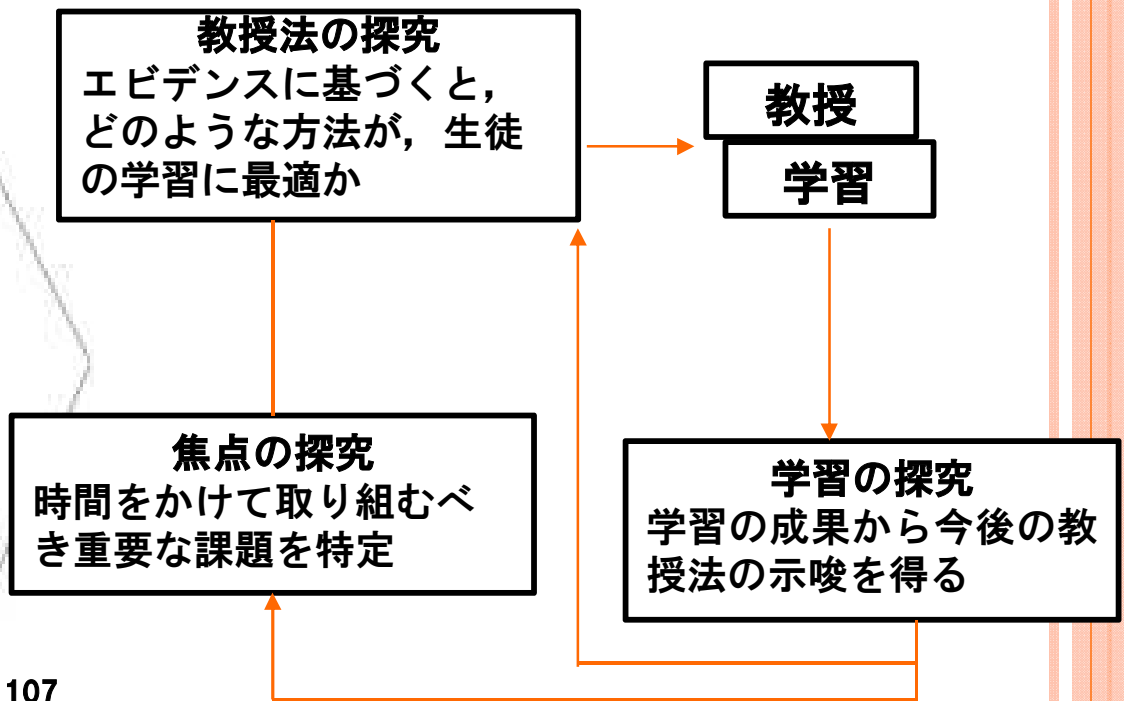 教授法の探究
エビデンスに基づくと，
どのような方法が，生徒
の学習に最適か
教授
学習
焦点の探究
時間をかけて取り組むべ
き重要な課題を特定
学習の探究
学習の成果から今後の教
授法の示唆を得る
107